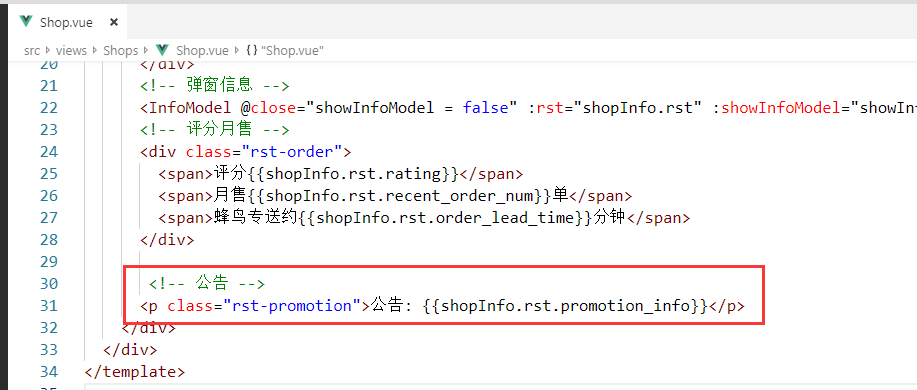 Shop.vue ×
src views Shops Shop.vue {} "Shop.vue"
20 </div>
21 <!-- 弹窗信息 -->
22 <InfoModel @close="showInfoModel = false" :rst="shopInfo.rst" :showInfoModel="showInf
23 <!-- 评分月售 -->
24 <div class="rst-order">
25 <span>评分{{shopInfo.rst.rating}}</span>
26 <span>月售{{shopInfo.rst.recent_order_num}}单</span>
27 <span>蜂鸟专送约{{shopInfo.rst.order_lead_time}}分钟</span>
28 </div>
29
30 <!-- 公告 -->
31 <p class="rst-promotion">公告: {{shopInfo.rst.promotion_info}}</p>
32 </div>
33 </div>
34 </template>
35